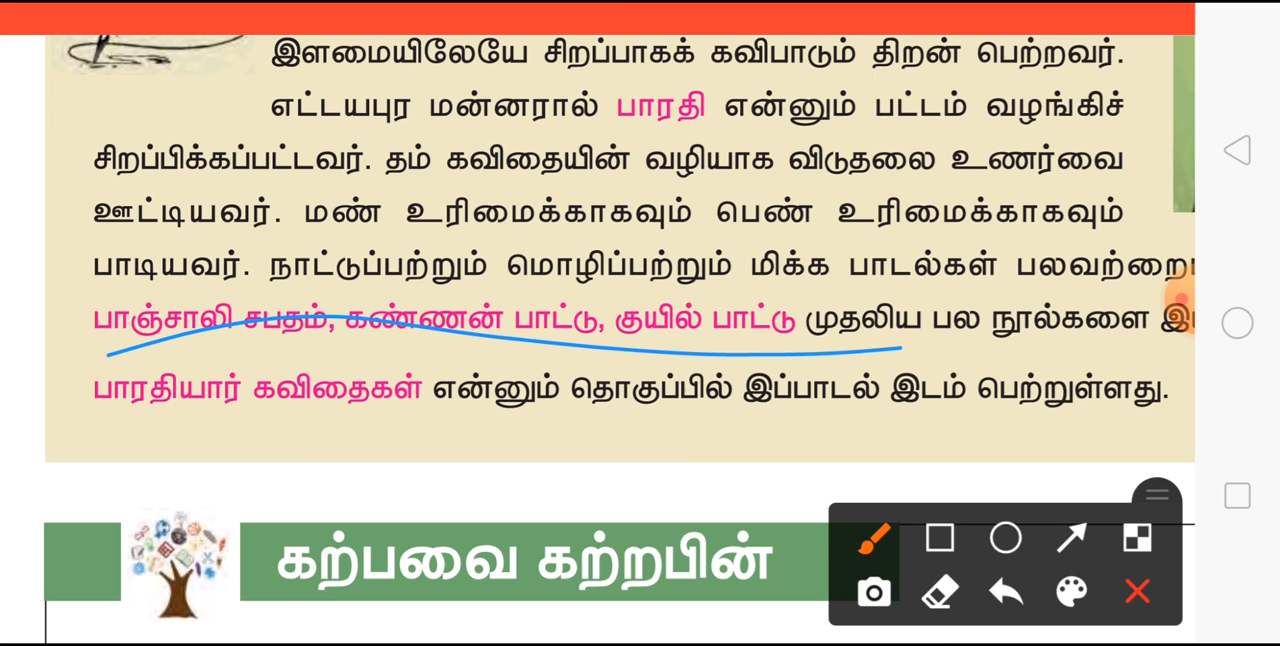 இளமையிலேயே சிறப்பாகக் கவிபாடும் திறன் பெற்றவர்.
எட்டயபுர மன்னரால் பாரதி என்னும் பட்டம் வழங்கிச்
சிறப்பிக்கப்பட்டவர். தம் கவிதையின் வழியாக விடுதலை உணர்வை
ஊட்டியவர். மண் உரிமைக்காகவும் பெண் உரிமைக்காகவும்
பாடியவர். நாட்டுப்பற்றும் மொழிப்பற்றும் மிக்க பாடல்கள்
பாஞ்சாலி சபதம், கண்ணன் பாட்டு, குயில் பாட்டு முதலிய பல நூல்களை
பாரதியார் கவிதைகள் என்னும் தொகுப்பில் இப்பாடல் இடம் பெற்றுள்ளது.
கற்பவை கற்றபின்